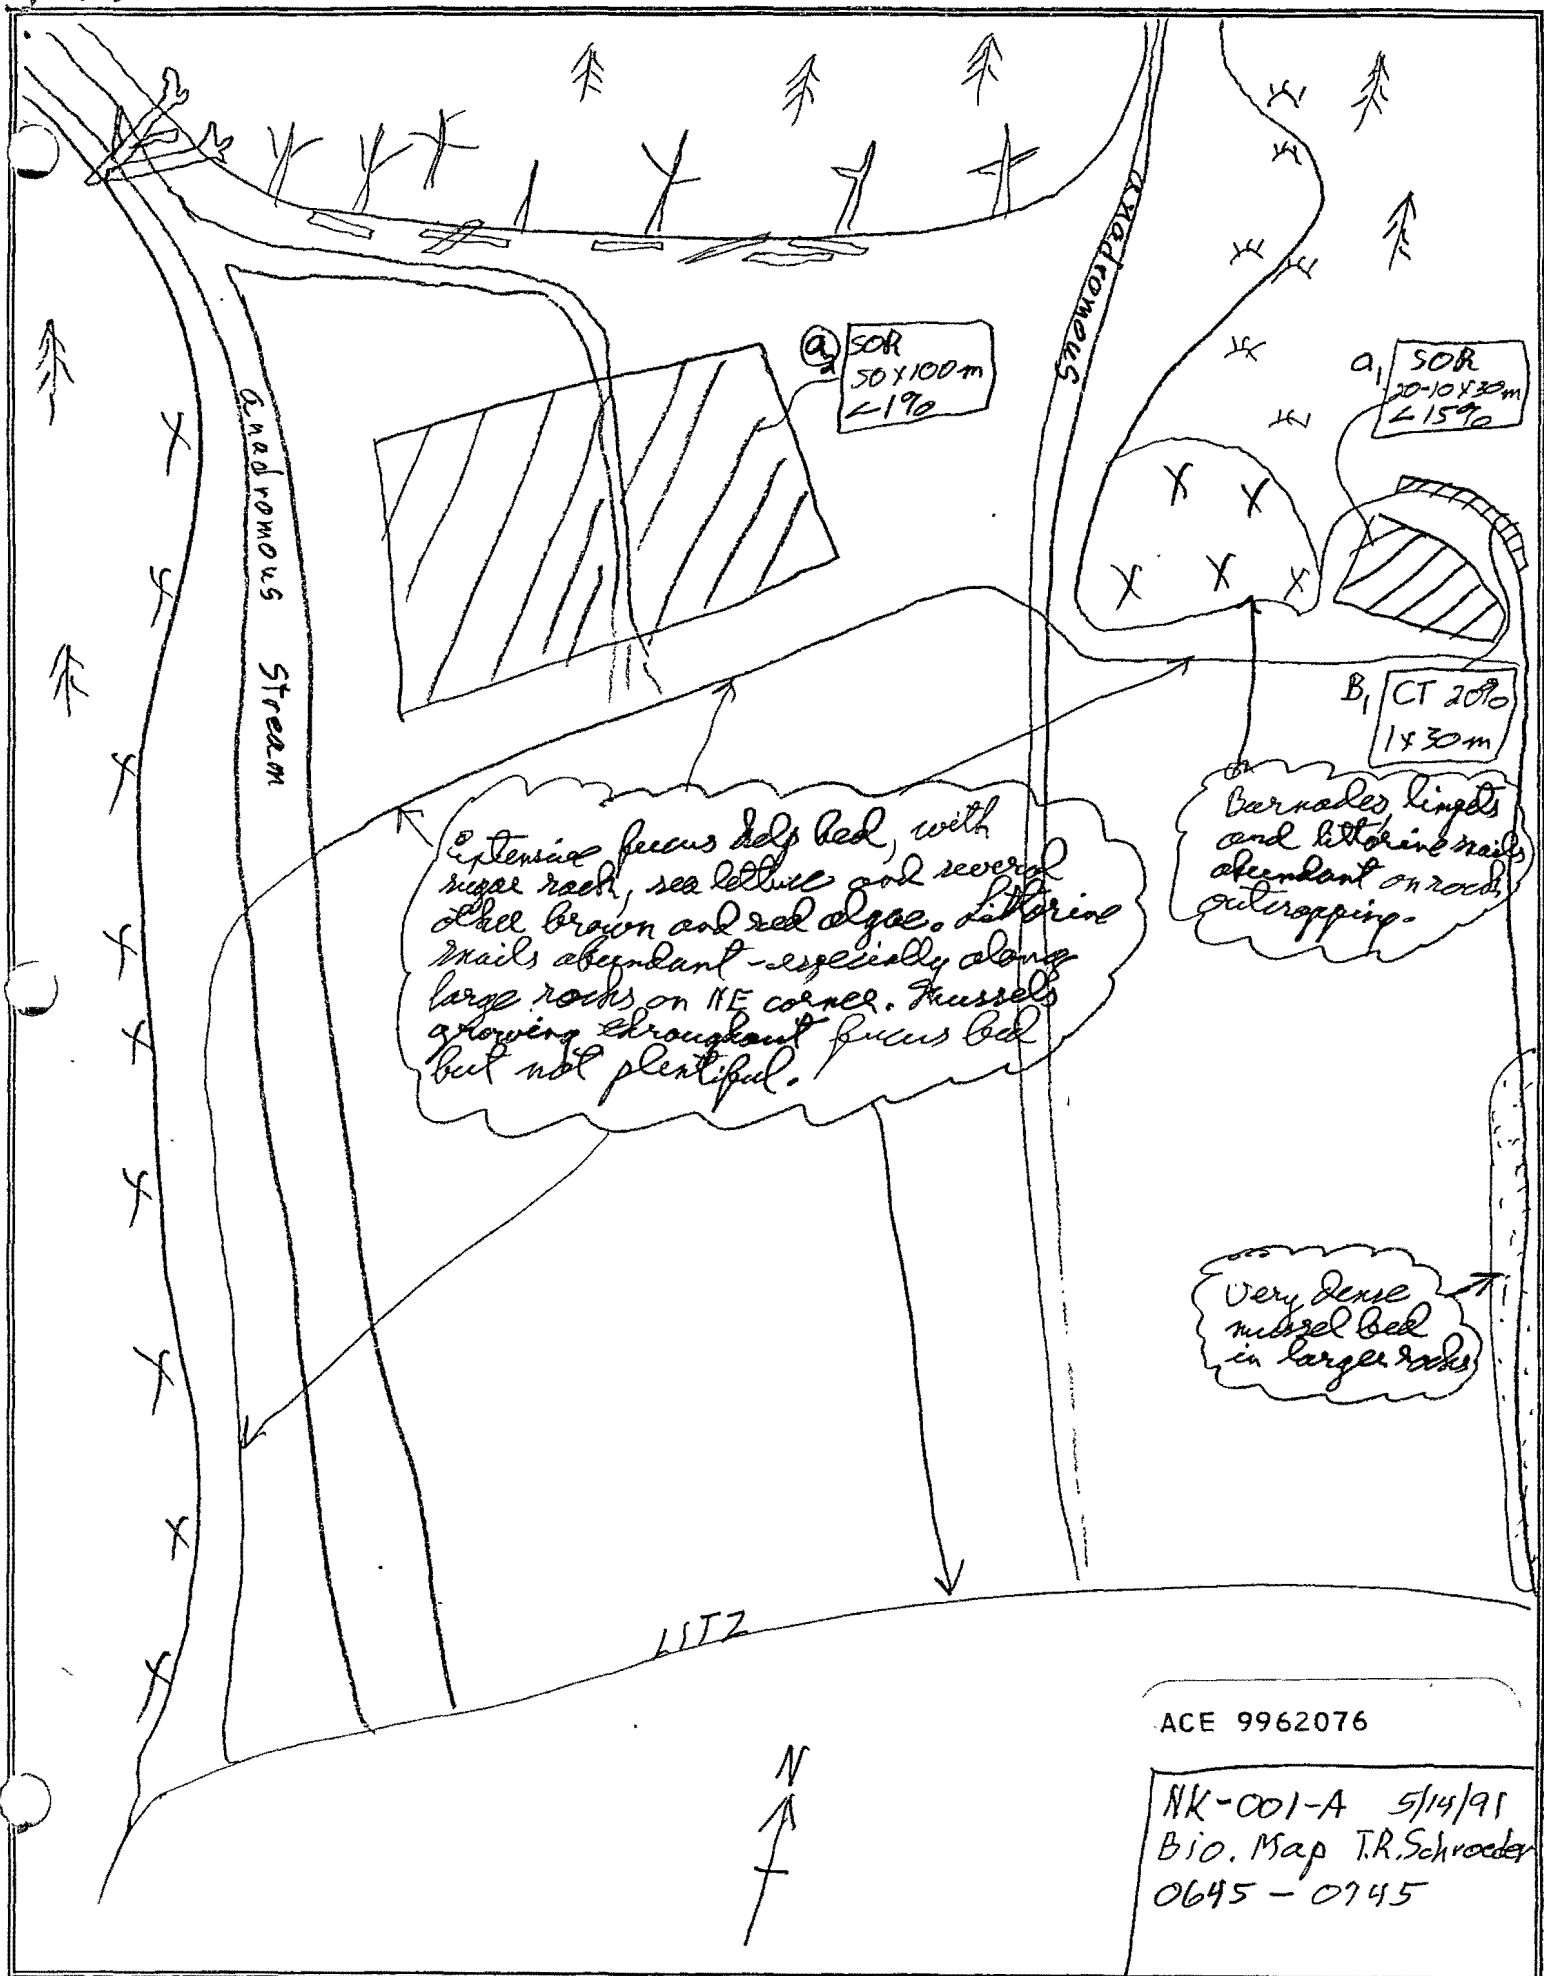 anadromous
a2
SOR
50 x 100 m
<1%
a1
SOR
20-10 x 30 m
<15%
anadromous Stream
B1
CT 20%
1 x 30 m
Extensive fucus kelp bed, with
sugar rack, sea lettuce and several
other brown and red algae. Littorine
snails abundant - especially along
large rocks on NE corner. Mussels
growing throughout fucus bed
but not plentiful.
Barnacles, limpets
and littorine snails
abundant on rock
outcropping.
Very dense
mussel bed
in larger rocks
LITZ
N
ACE 9962076
NK-001-A 5/14/91
Bio. Map T.R. Schroeder
0645 - 0745